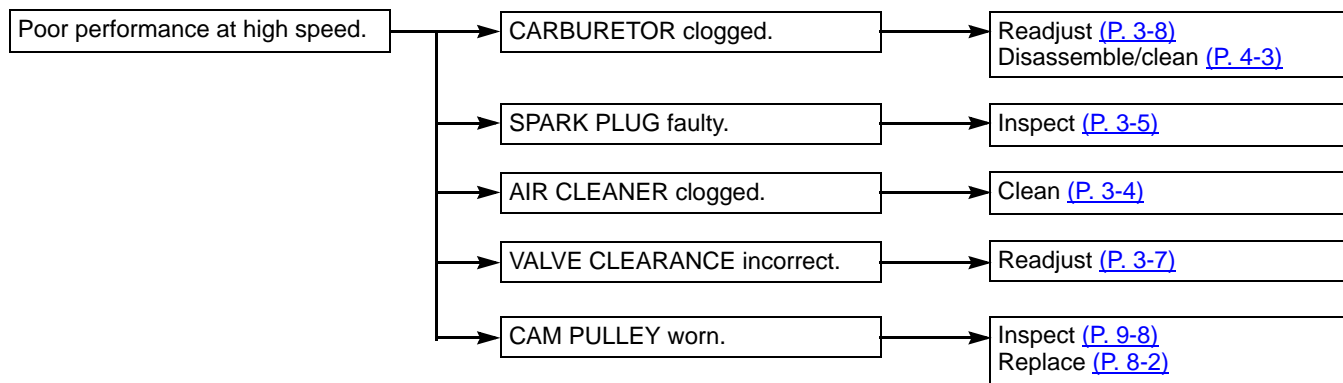 Poor performance at high speed.
CARBURETOR clogged.
Readjust (P. 3-8)
Disassemble/clean (P. 4-3)
SPARK PLUG faulty.
Inspect (P. 3-5)
AIR CLEANER clogged.
Clean (P. 3-4)
VALVE CLEARANCE incorrect.
Readjust (P. 3-7)
CAM PULLEY worn.
Inspect (P. 9-8)
Replace (P. 8-2)